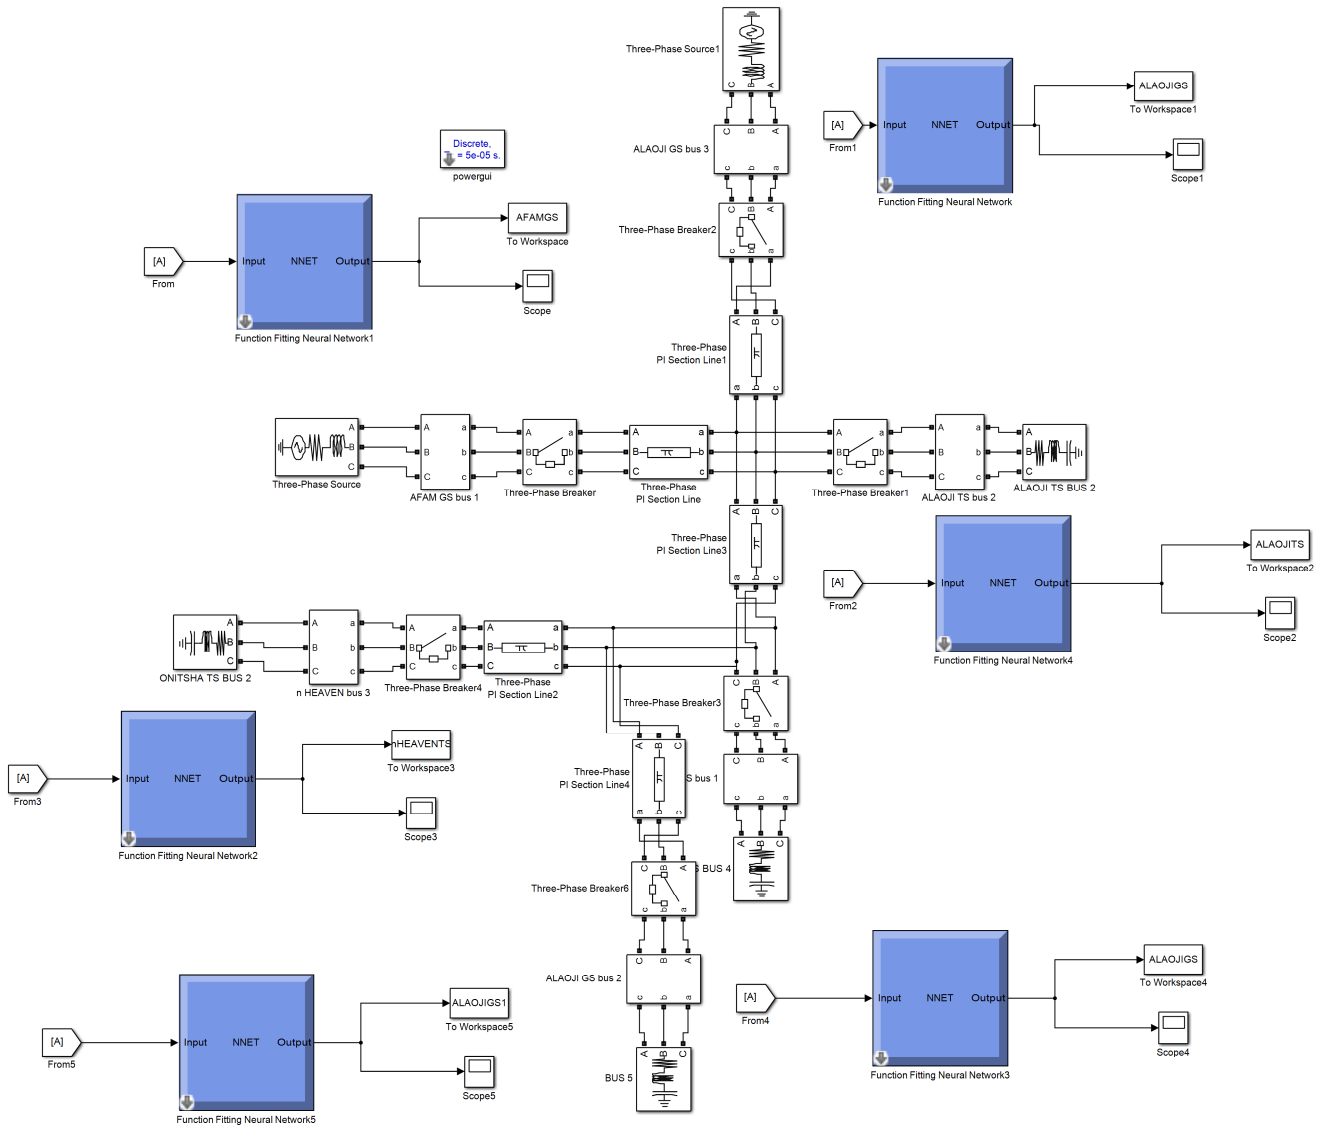 Three-Phase Source1
C B A
C B A
ALAOJI GS bus 3
c b a
C B A
Three-Phase Breaker2
c b a
[A]
From1
Input NNET Output
Function Fitting Neural Network
ALAOJIGS
To Workspace1
Scope1
Discrete,
= 5e-05 s.
powergui
[A]
From
Input NNET Output
Function Fitting Neural Network1
AFAMGS
To Workspace
Scope
A B C
Three-Phase
PI Section Line1
a b c
A
B
C
Three-Phase Source
A a
B b
C c
AFAM GS bus 1
A a
B b
C c
Three-Phase Breaker
A a
B b
C c
Three-Phase
PI Section Line
A a
B b
C c
Three-Phase Breaker1
A a
B b
C c
ALAOJI TS bus 2
A
B
C
ALAOJI TS BUS 2
A B C
Three-Phase
PI Section Line3
a b c
[A]
From2
Input NNET Output
Function Fitting Neural Network4
ALAOJITS
To Workspace2
Scope2
A
B
C
ONITSHA TS BUS 2
A a
B b
C c
n HEAVEN bus 3
A a
B b
C c
Three-Phase Breaker4
A a
B b
C c
Three-Phase
PI Section Line2
C B A
Three-Phase Breaker3
c b a
C B A
S bus 1
c b a
A B C
S BUS 4
[A]
From3
Input NNET Output
Function Fitting Neural Network2
nHEAVENTS
To Workspace3
Scope3
A B C
Three-Phase
PI Section Line4
a b c
C B A
Three-Phase Breaker6
c b a
C B A
ALAOJI GS bus 2
c b a
A B C
BUS 5
[A]
From4
Input NNET Output
Function Fitting Neural Network3
ALAOJIGS
To Workspace4
Scope4
[A]
From5
Input NNET Output
Function Fitting Neural Network5
ALAOJIGS1
To Workspace5
Scope5